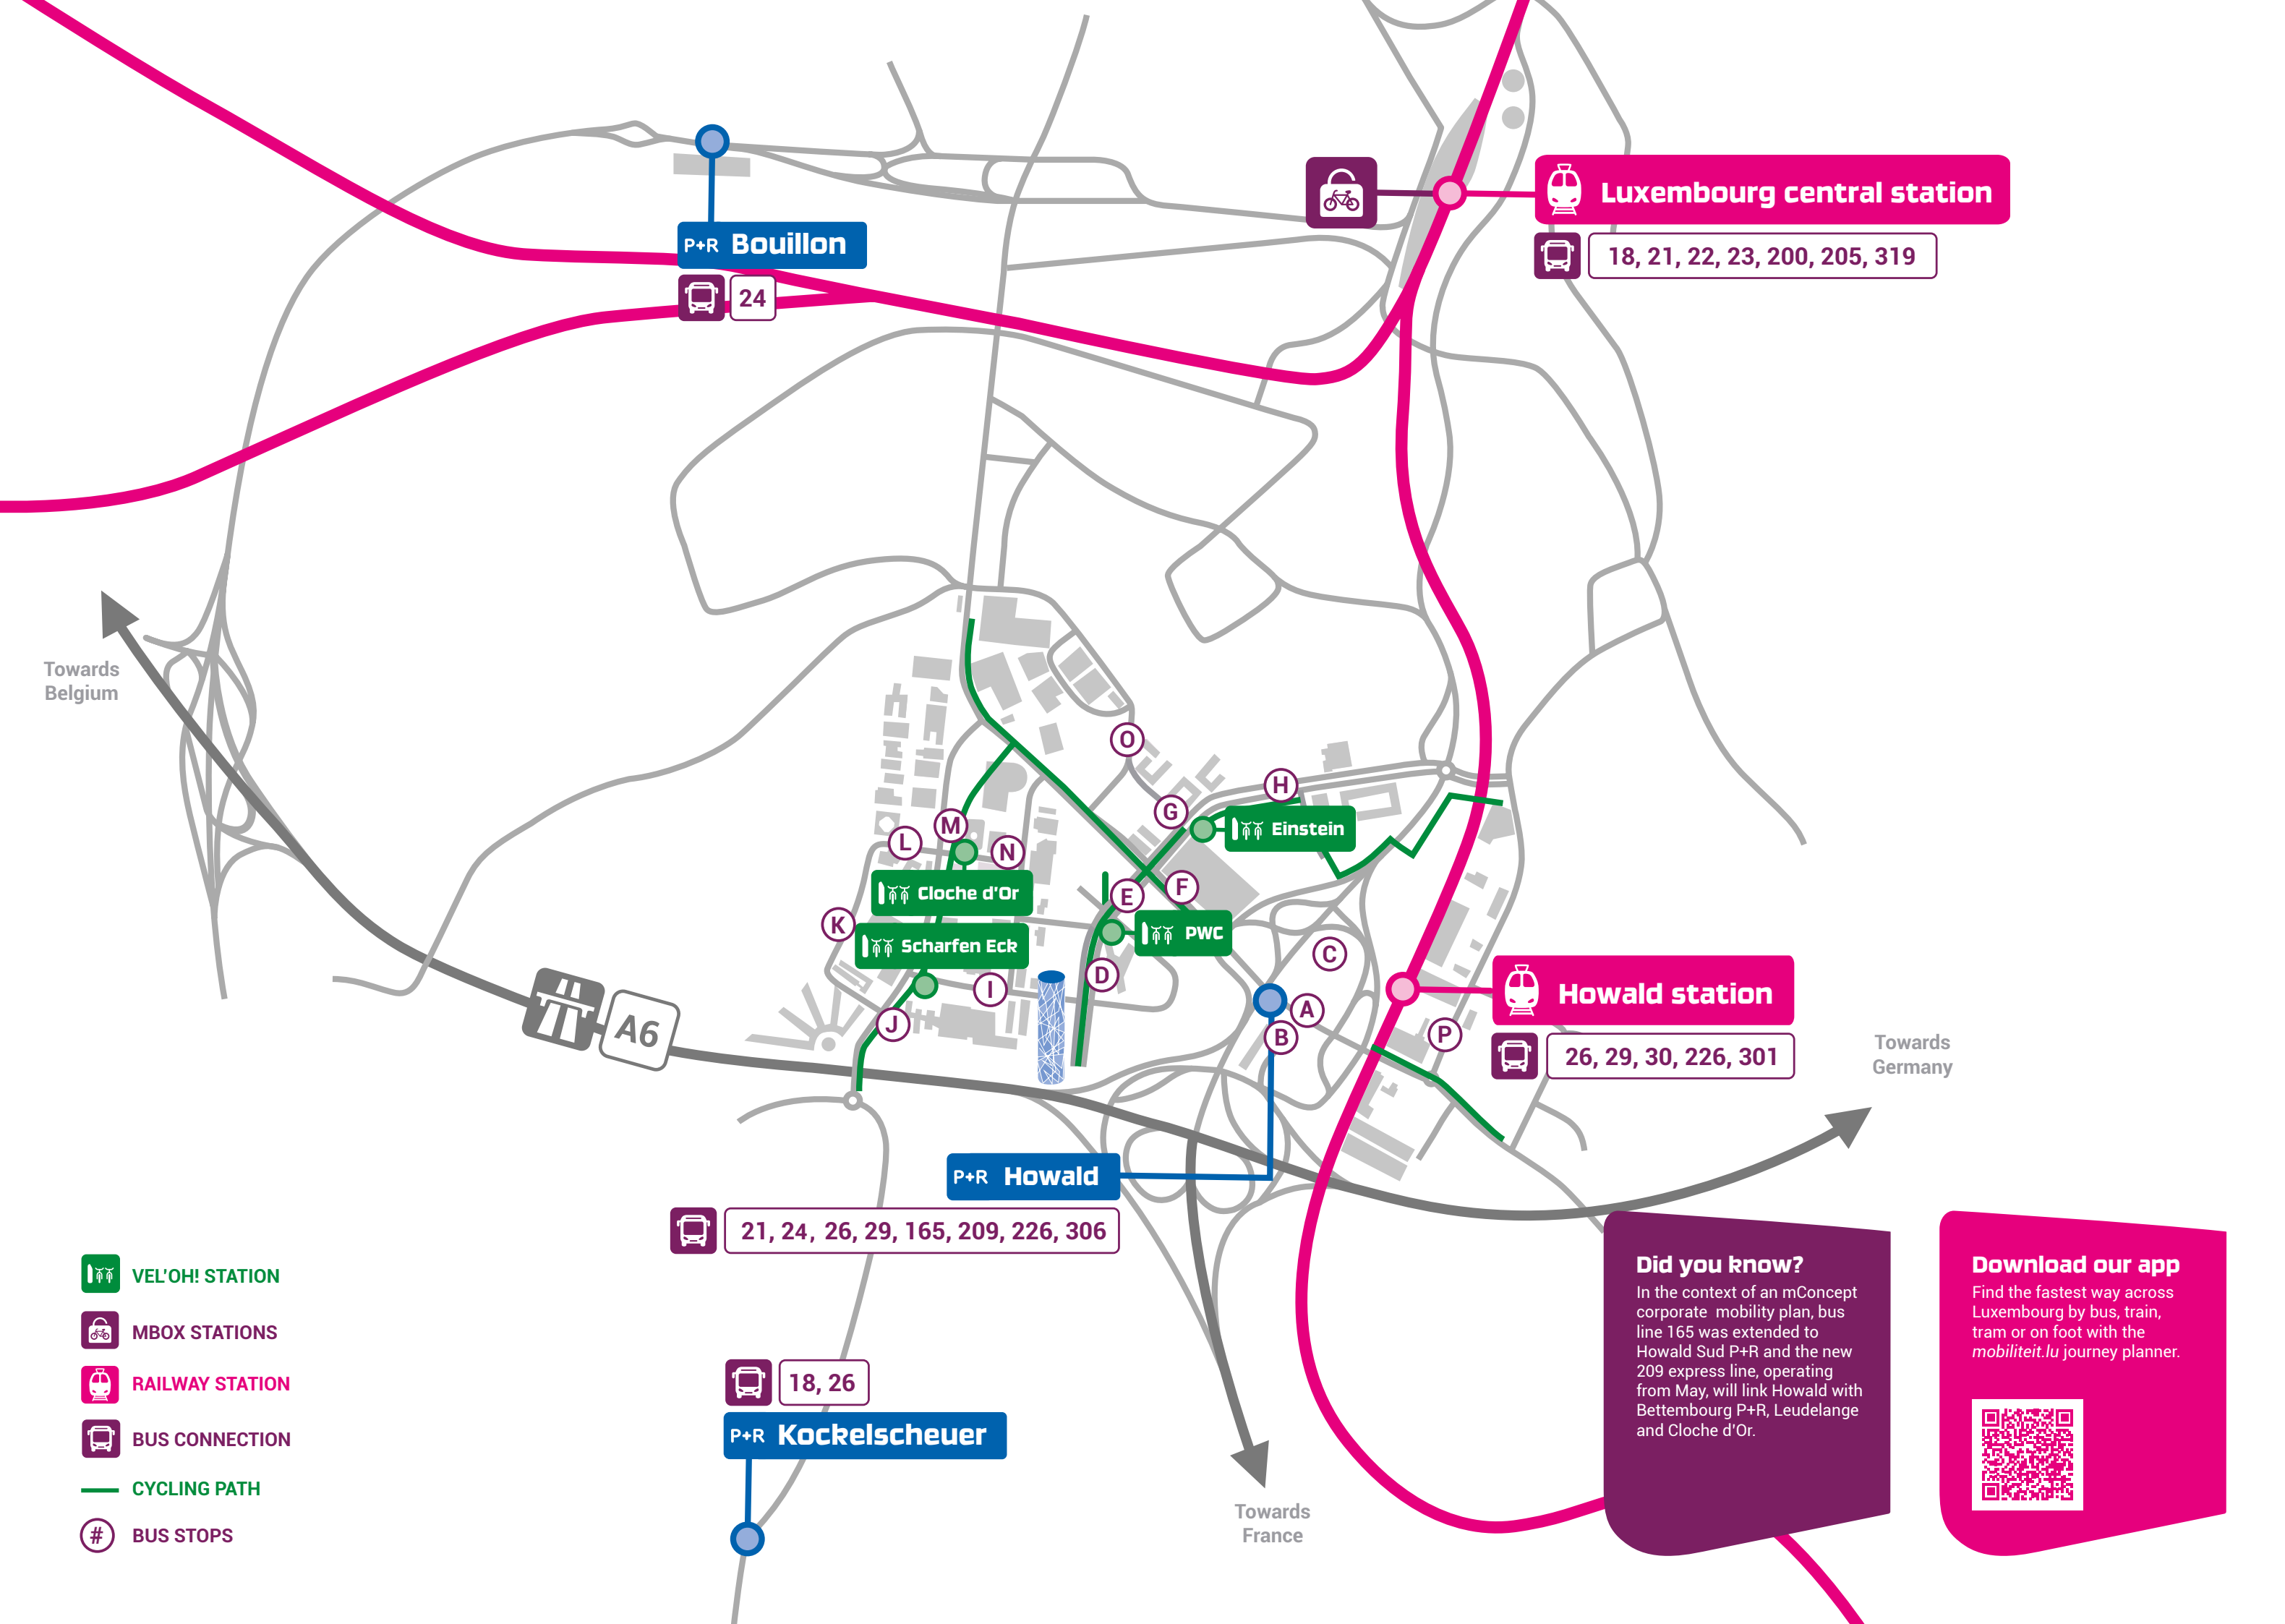 Luxembourg central station
18, 21, 22, 23, 200, 205, 319
P+R Bouillon
24
Towards
Belgium
O
H
G
Einstein
M
L
N
Cloche d'Or
E
F
K
PWC
Scharfen Eck
C
D
I
A
J
B
P
Howald station
26, 29, 30, 226, 301
A6
Towards
Germany
P+R Howald
21, 24, 26, 29, 165, 209, 226, 306
18, 26
P+R Kockelscheuer
Towards
France
VEL'OH! STATION
MBOX STATIONS
RAILWAY STATION
BUS CONNECTION
CYCLING PATH
# BUS STOPS
Did you know?
In the context of an mConcept
corporate mobility plan, bus
line 165 was extended to
Howald Sud P+R and the new
209 express line, operating
from May, will link Howald with
Bettembourg P+R, Leudelange
and Cloche d'Or.
Download our app
Find the fastest way across
Luxembourg by bus, train,
tram or on foot with the
mobiliteit.lu journey planner.